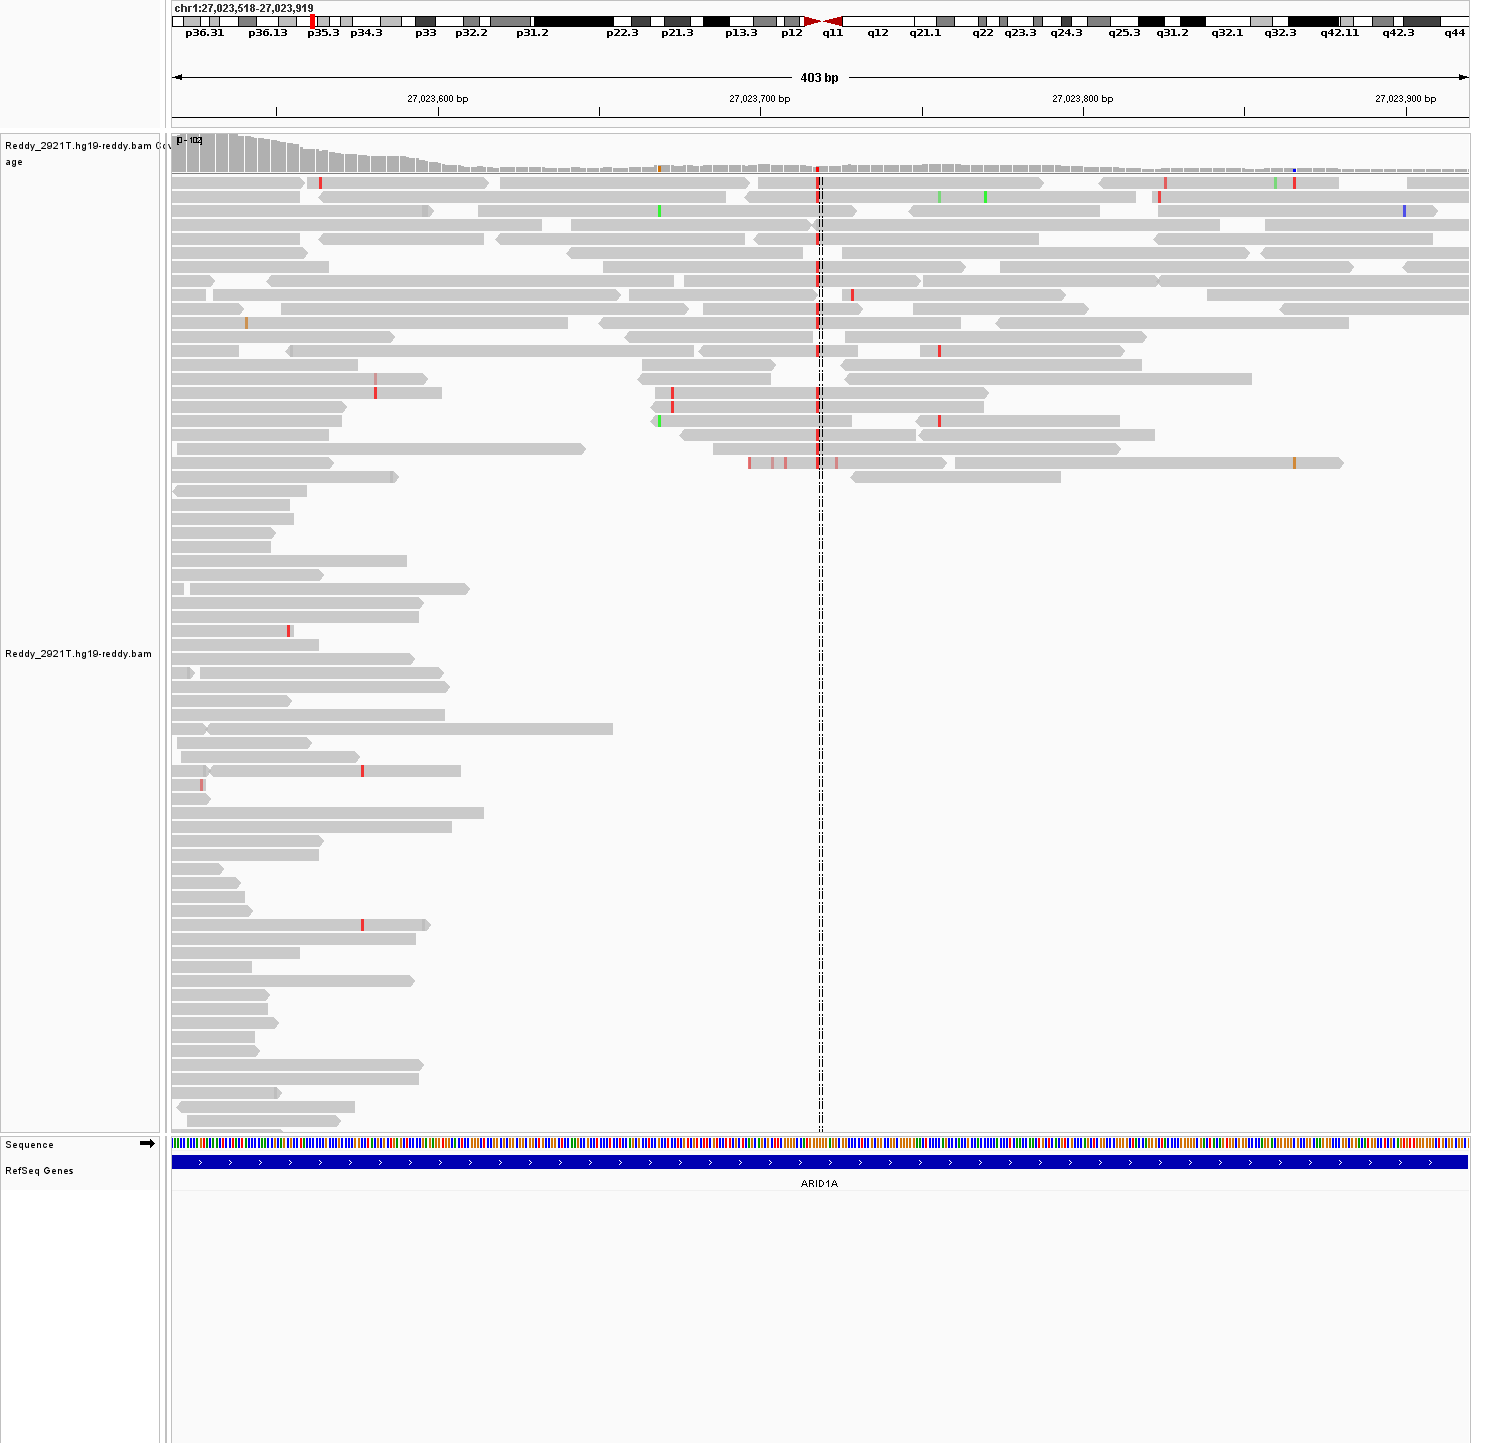 chr1:27,023,518-27,023,919
p36.31 p36.13 p35.3 p34.3 p33 p32.2 p31.2 p22.3 p21.3 p13.3 p12 q11 q12 q21.1 q22 q23.3 q24.3 q25.3 q31.2 q32.1 q32.3 q42.11 q42.3 q44
403 bp
27,023,600 bp 27,023,700 bp 27,023,800 bp 27,023,900 bp
[0 - 102]
Reddy_2921T.hg19-reddy.bam Cov
age
Reddy_2921T.hg19-reddy.bam
Sequence
RefSeq Genes
ARID1A